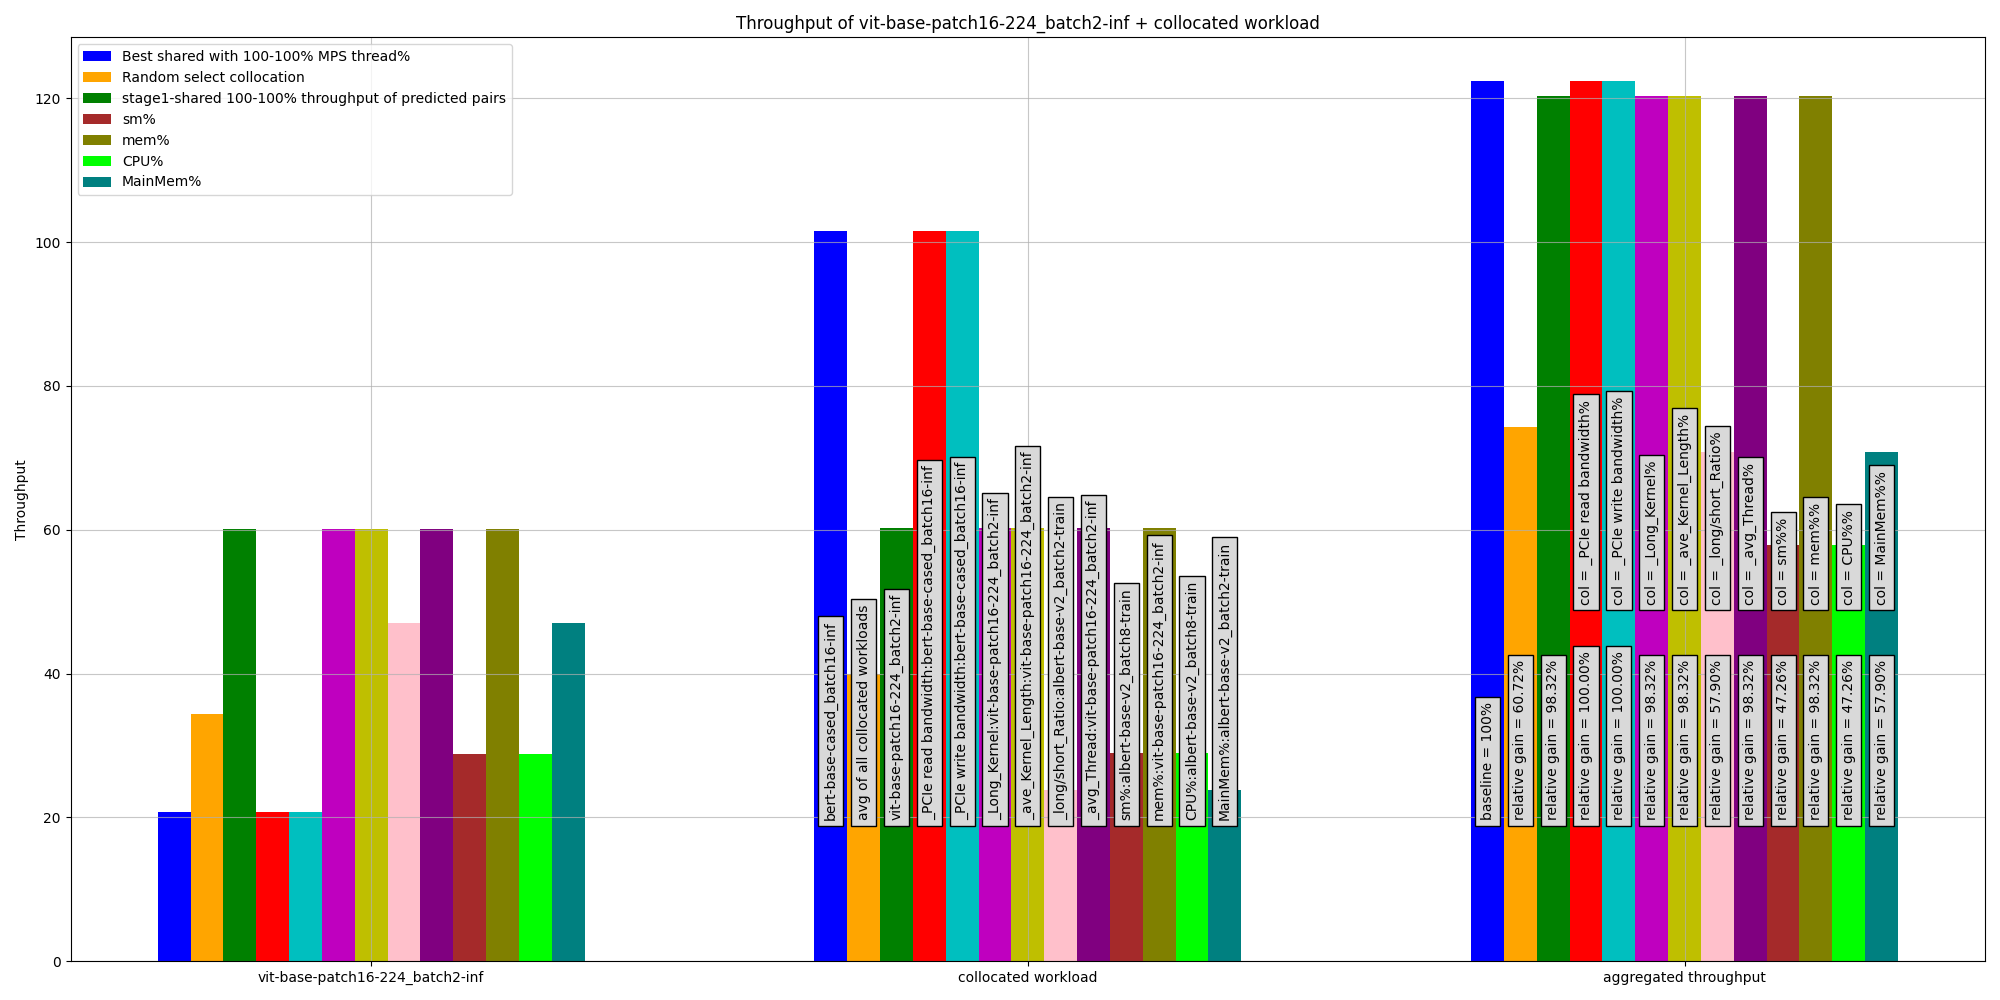 Throughput of vit-base-patch16-224_batch2-inf + collocated workload
Best shared with 100-100% MPS thread%
Random select collocation
stage1-shared 100-100% throughput of predicted pairs
sm%
mem%
CPU%
MainMem%
Throughput
120
100
80
60
40
20
0
bert-base-cased_batch16-inf
avg of all collocated workloads
vit-base-patch16-224_batch2-inf
_PCIe read bandwidth:bert-base-cased_batch16-inf
_PCIe write bandwidth:bert-base-cased_batch16-inf
_Long_Kernel:vit-base-patch16-224_batch2-inf
_ave_Kernel_Length:vit-base-patch16-224_batch2-inf
_long/short_Ratio:albert-base-v2_batch2-train
_avg_Thread:vit-base-patch16-224_batch2-inf
sm%:albert-base-v2_batch8-train
mem%:vit-base-patch16-224_batch2-inf
CPU%:albert-base-v2_batch8-train
MainMem%:albert-base-v2_batch2-train
col = _PCIe read bandwidth%
col = _PCIe write bandwidth%
col = _Long_Kernel%
col = _ave_Kernel_Length%
col = _long/short_Ratio%
col = _avg_Thread%
col = sm%%
col = mem%%
col = CPU%%
col = MainMem%%
baseline = 100%
relative gain = 60.72%
relative gain = 98.32%
relative gain = 100.00%
relative gain = 100.00%
relative gain = 98.32%
relative gain = 98.32%
relative gain = 57.90%
relative gain = 98.32%
relative gain = 47.26%
relative gain = 98.32%
relative gain = 47.26%
relative gain = 57.90%
vit-base-patch16-224_batch2-inf
collocated workload
aggregated throughput